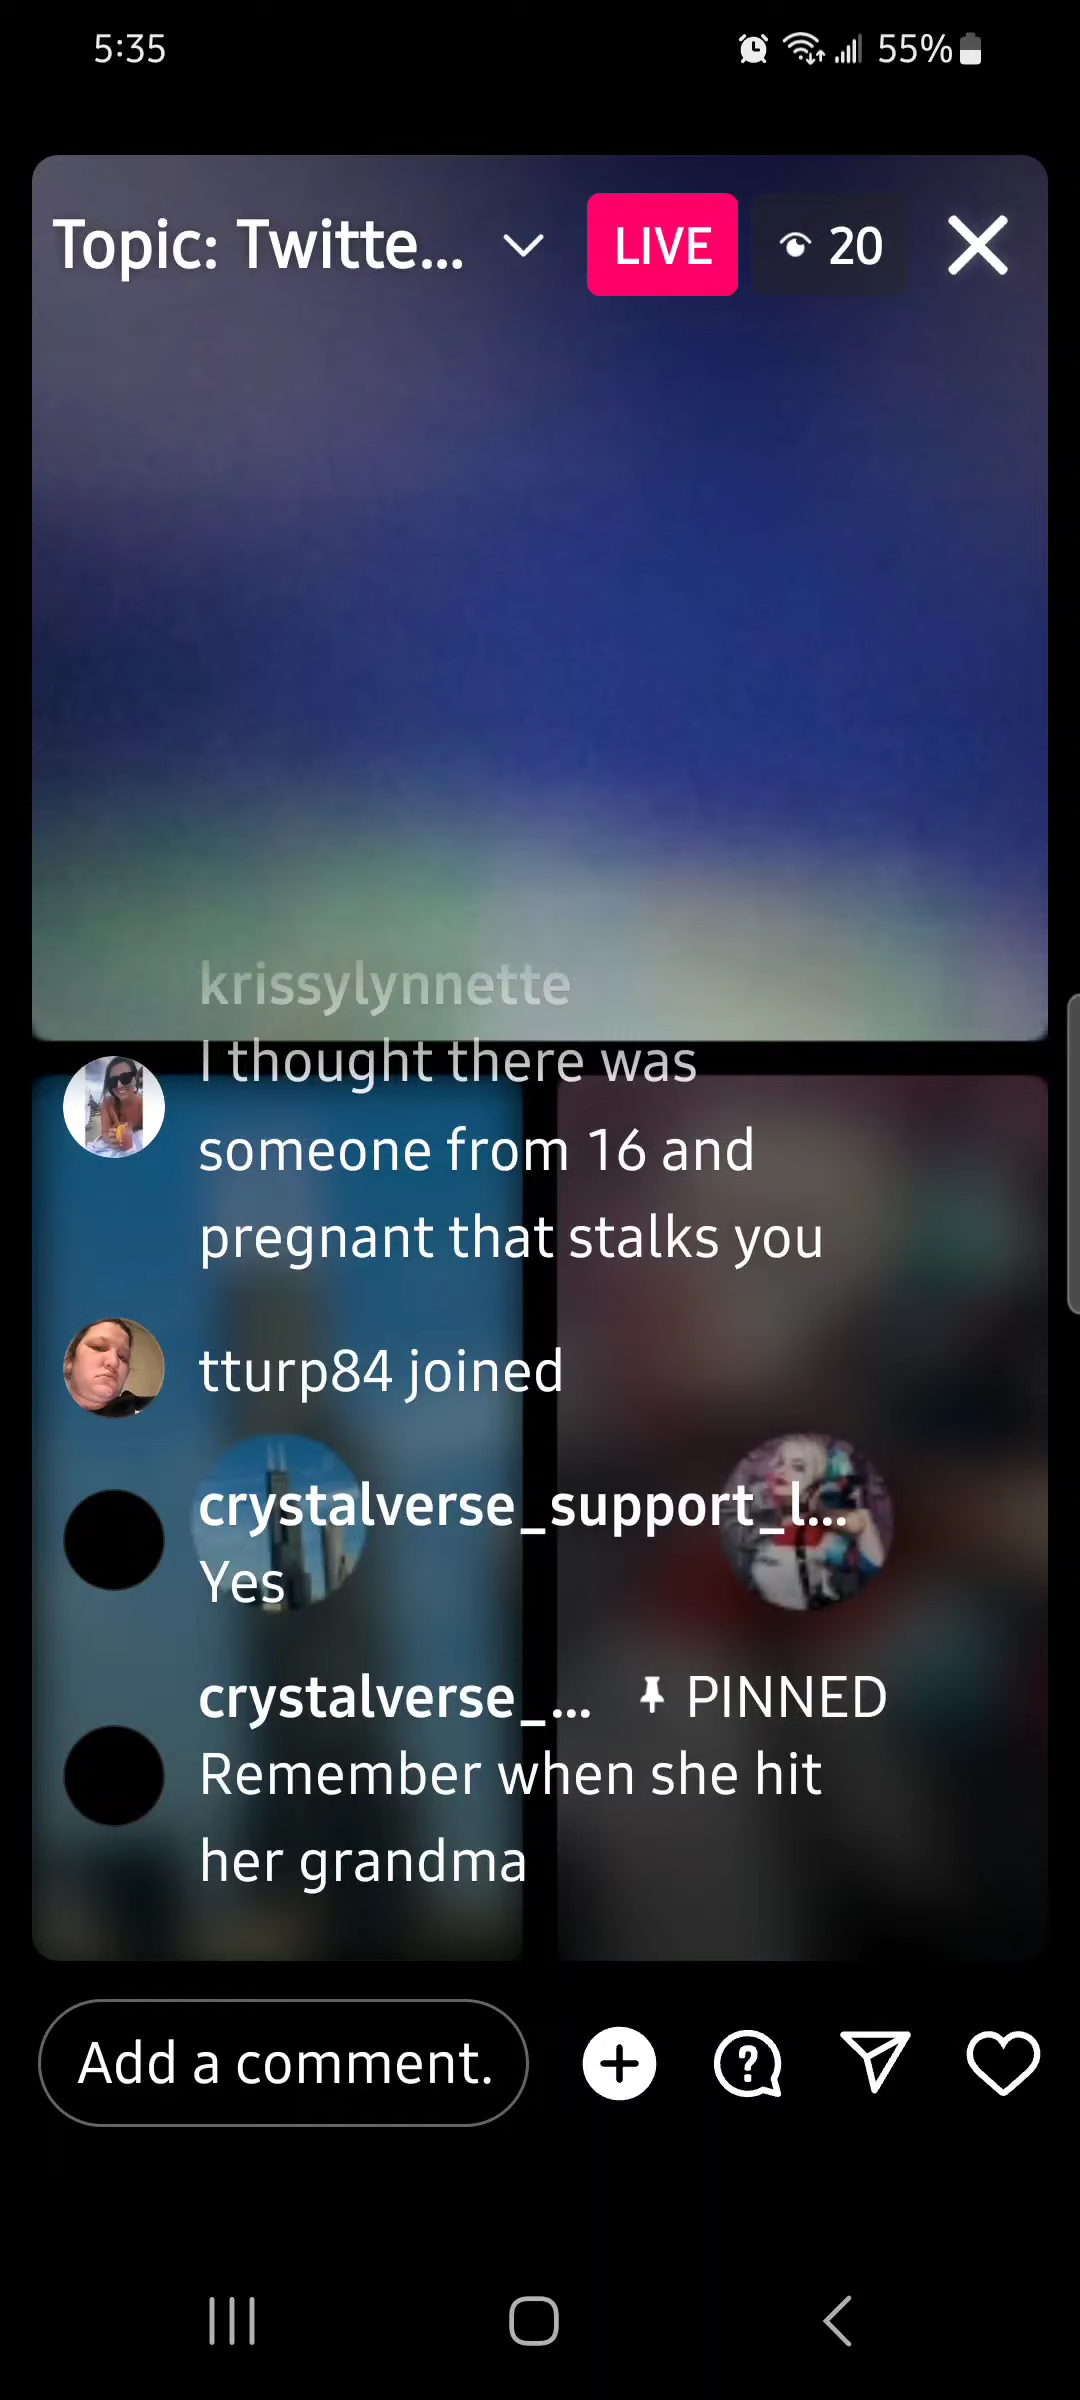 5:35
55%
Topic: Twitte...
LIVE
20
krissylynnette
I thought there was
someone from 16 and
pregnant that stalks you
tturp84 joined
crystalverse_support_l...
Yes
crystalverse_... PINNED
Remember when she hit
her grandma
Add a comment.